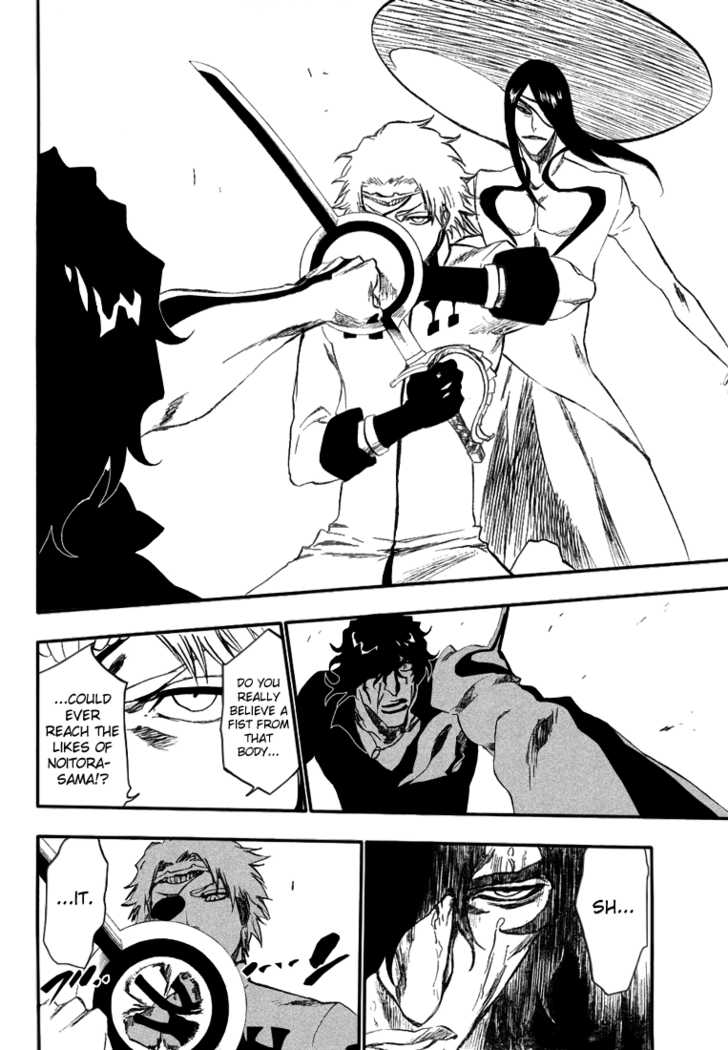 DO YOU
REALLY
BELIEVE A
FIST FROM
THAT
BODY...
...COULD
EVER
REACH THE
LIKES OF
NOITORA-
SAMA!?
SH...
...IT.